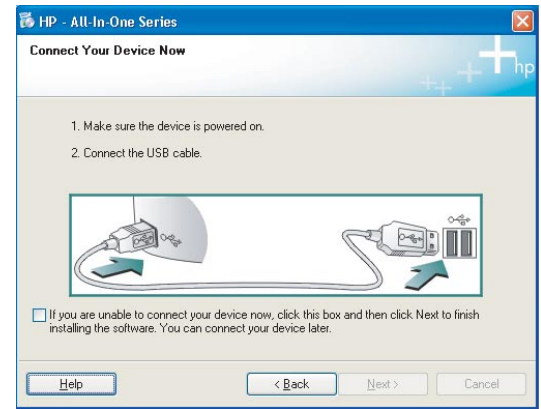 HP - All-In-One Series
Connect Your Device Now
hp
1. Make sure the device is powered on.
2. Connect the USB cable.
If you are unable to connect your device now, click this box and then click Next to finish
installing the software. You can connect your device later.
Help
< Back
Next >
Cancel